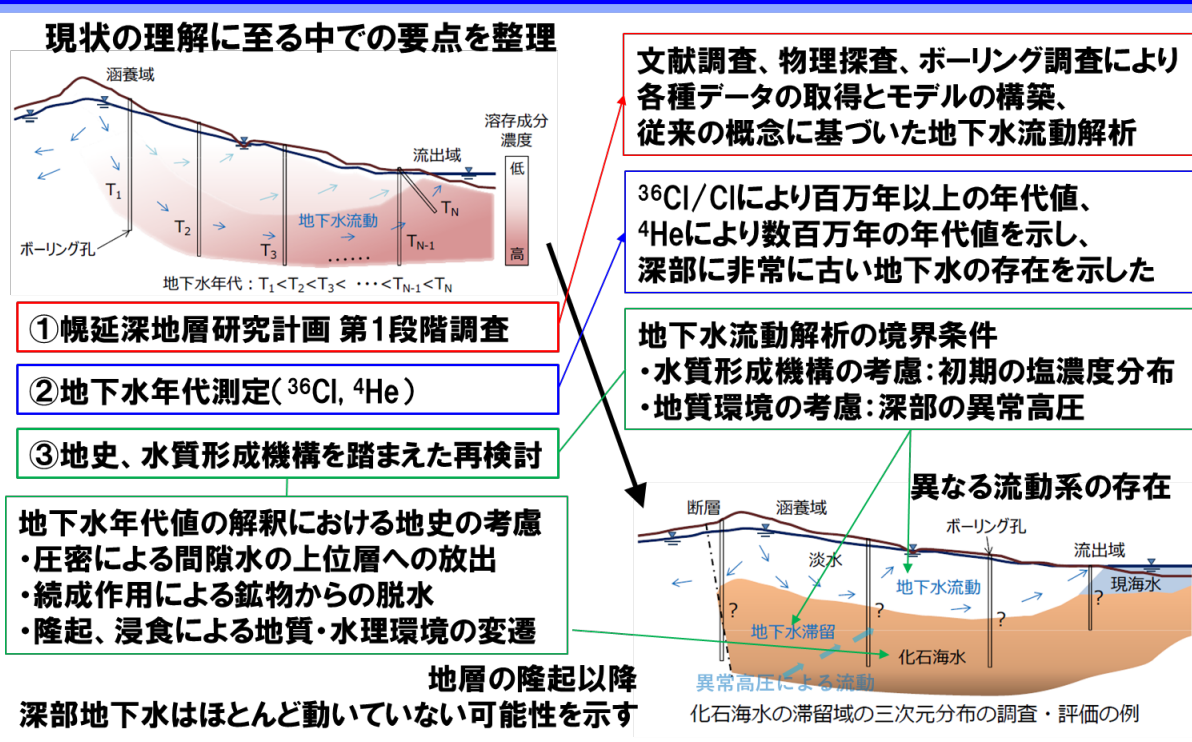 現状の理解に至る中での要点を整理
涵養域
溶存成分
濃度
低
高
流出域
T₁
T₂
T₃
……
T_N-1
T_N
地下水流動
ボーリング孔
地下水年代：T₁<T₂<T₃< ・・・<T_N-1<T_N
①幌延深地層研究計画 第1段階調査
②地下水年代測定(³⁶Cl, ⁴He)
③地史、水質形成機構を踏まえた再検討
地下水年代値の解釈における地史の考慮
・圧密による間隙水の上位層への放出
・続成作用による鉱物からの脱水
・隆起、浸食による地質・水理環境の変遷
地層の隆起以降
深部地下水はほとんど動いていない可能性を示す
文献調査、物理探査、ボーリング調査により
各種データの取得とモデルの構築、
従来の概念に基づいた地下水流動解析
³⁶Cl/Clにより百万年以上の年代値、
⁴Heにより数百万年の年代値を示し、
深部に非常に古い地下水の存在を示した
地下水流動解析の境界条件
・水質形成機構の考慮：初期の塩濃度分布
・地質環境の考慮：深部の異常高圧
異なる流動系の存在
断層
涵養域
ボーリング孔
流出域
淡水
地下水流動
現海水
?
?
?
?
地下水滞留
化石海水
異常高圧による流動
化石海水の滞留域の三次元分布の調査・評価の例